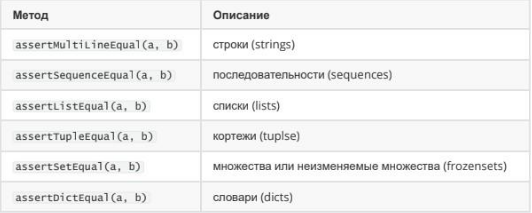 Метод Описание
assertMultiLineEqual(a, b) строки (strings)
assertSequenceEqual(a, b) последовательности (sequences)
assertListEqual(a, b) списки (lists)
assertTupleEqual(a, b) кортежи (tuplse)
assertSetEqual(a, b) множества или неизменяемые множества (frozensets)
assertDictEqual(a, b) словари (dicts)